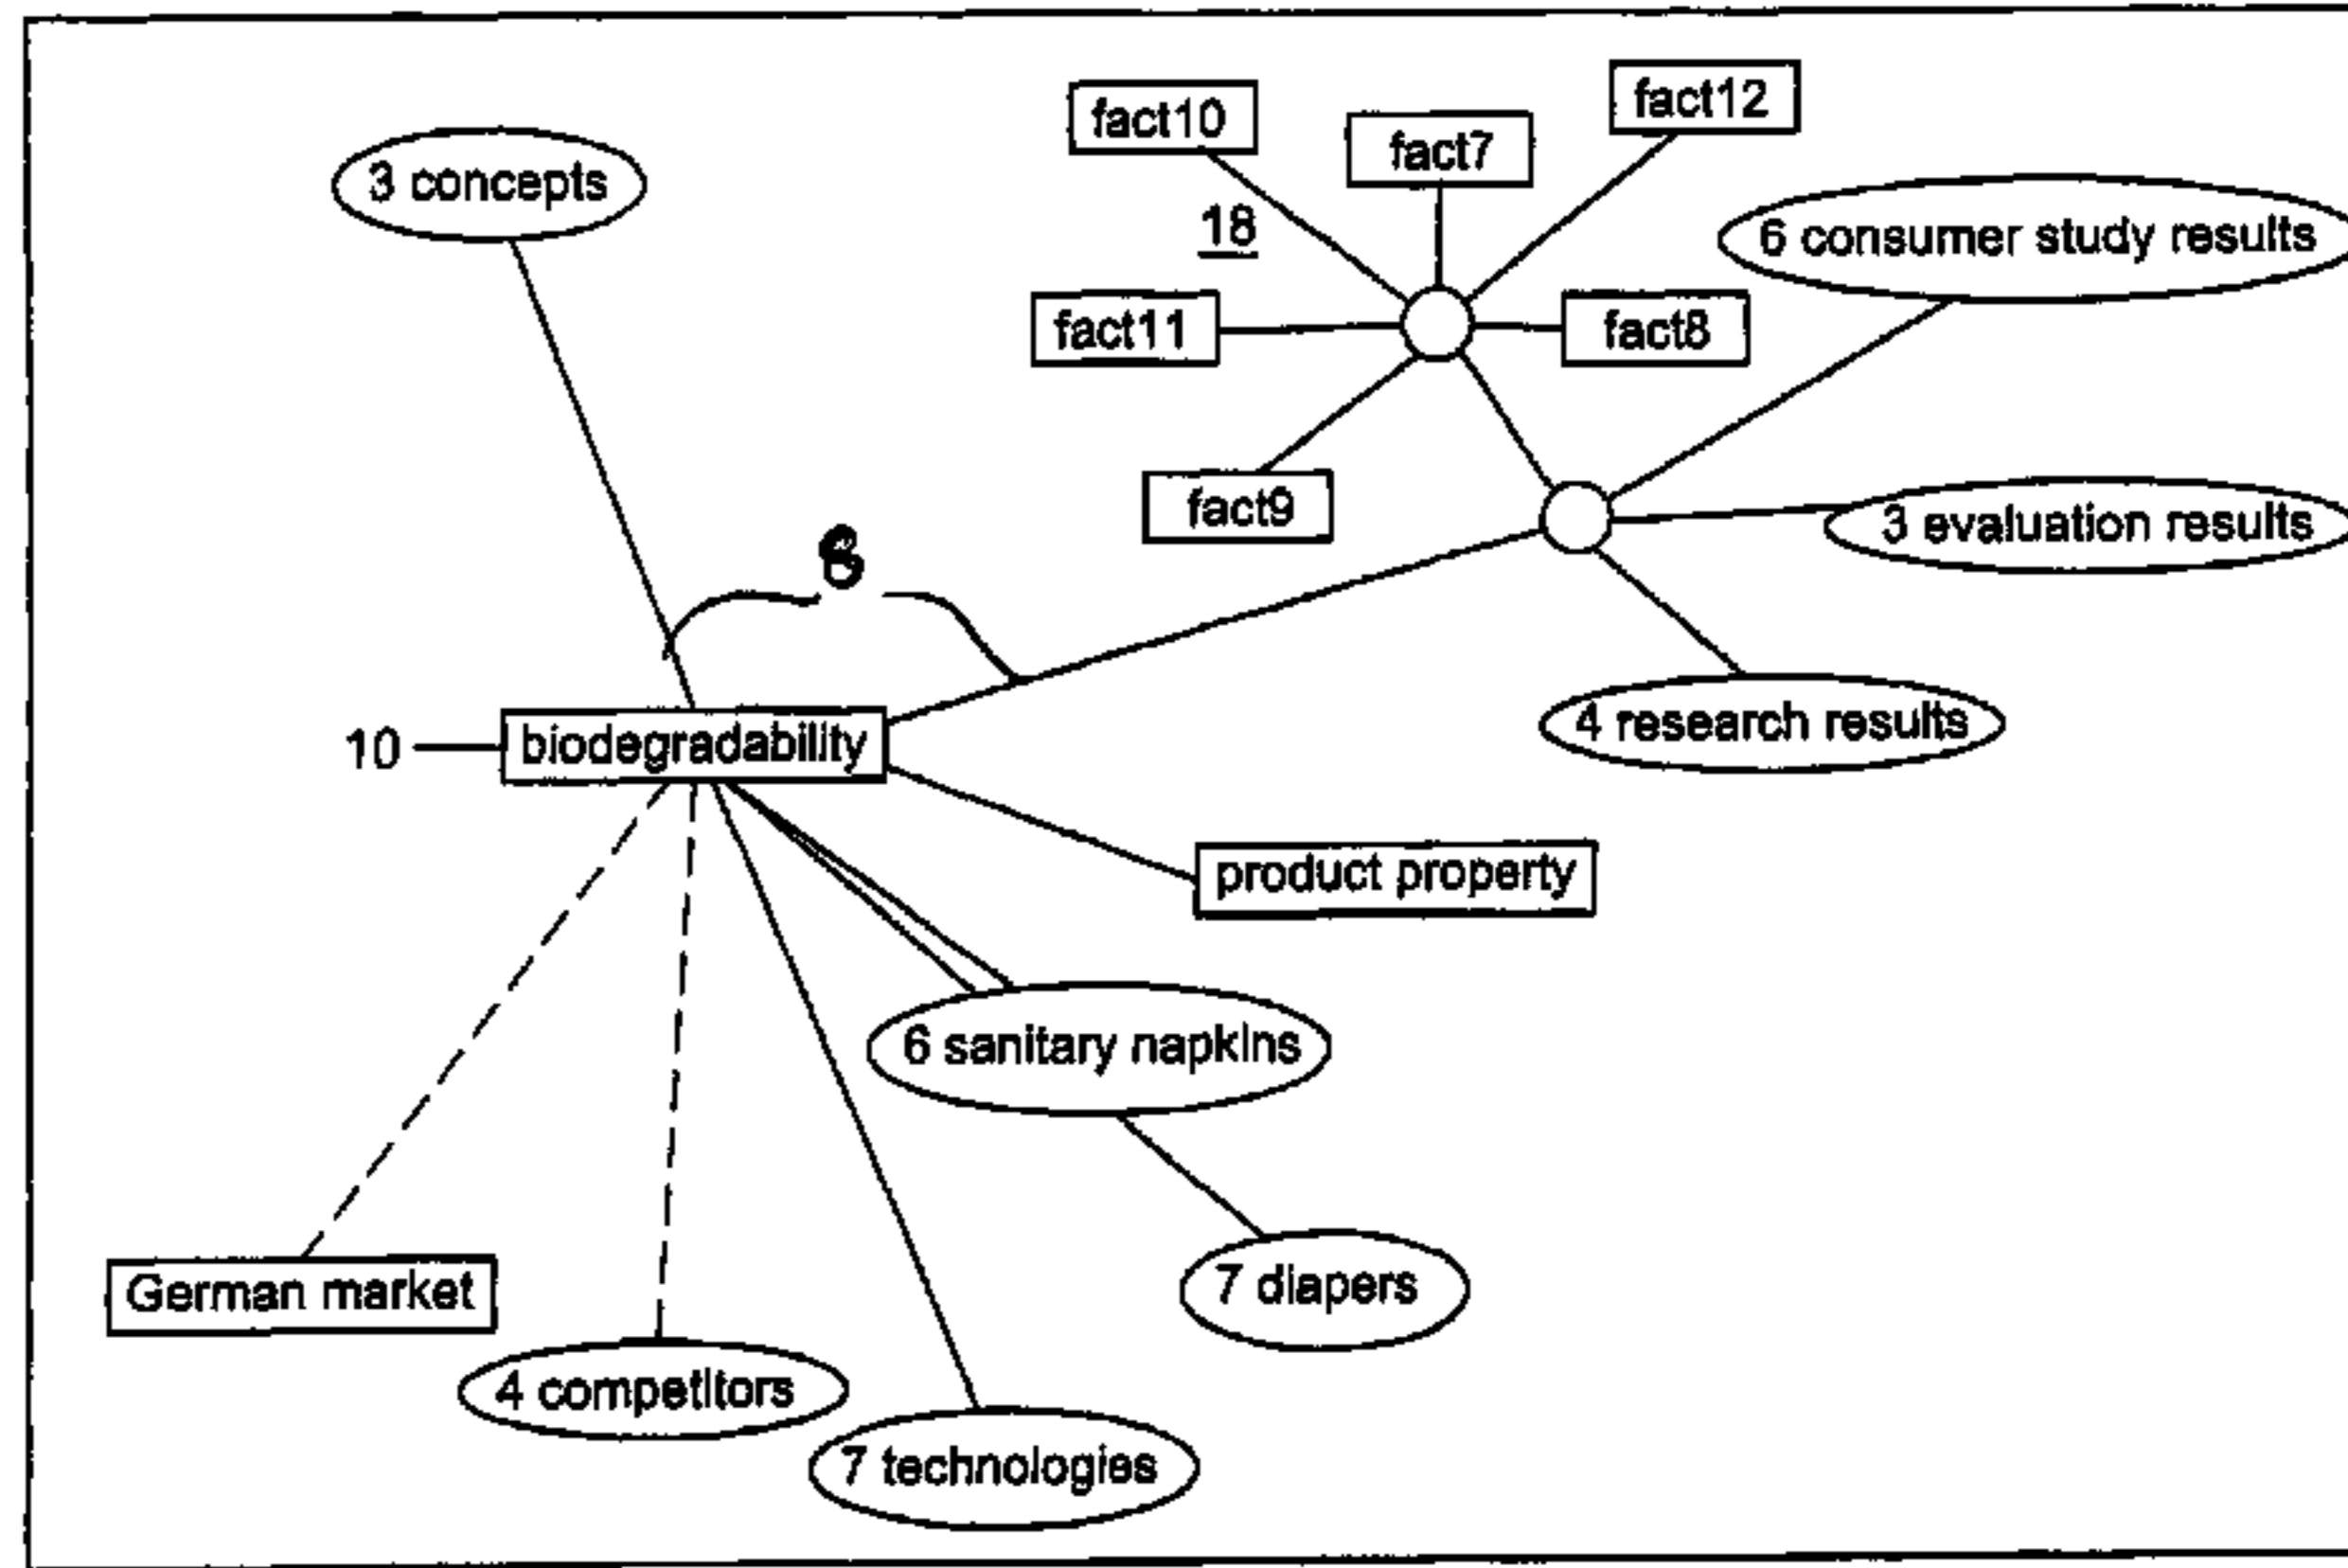 fact12
fact10
fact7
3 concepts
18
6 consumer study results
fact11
fact8
fact9
3 evaluation results
4 research results
10
biodegradability
product property
6 sanitary napkins
German market
7 diapers
4 competitors
7 technologies